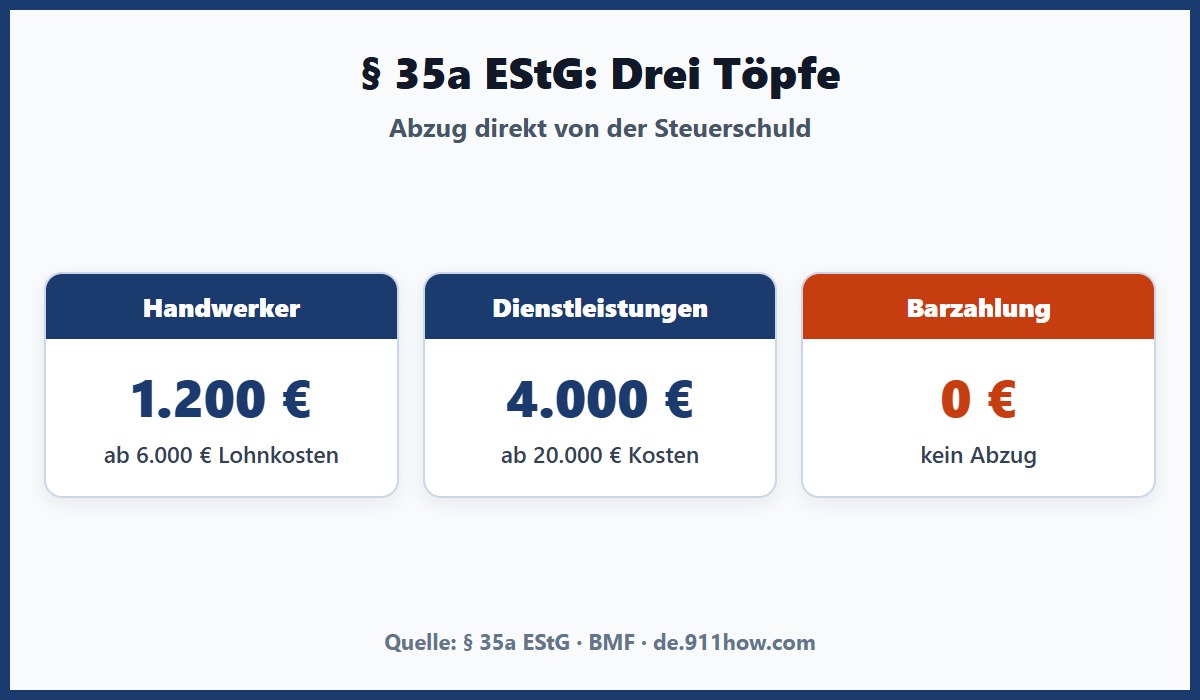 § 35a EStG: Drei Töpfe
Abzug direkt von der Steuerschuld
Handwerker
1.200 €
ab 6.000 € Lohnkosten
Dienstleistungen
4.000 €
ab 20.000 € Kosten
Barzahlung
0 €
kein Abzug
Quelle: § 35a EStG · BMF · de.911how.com